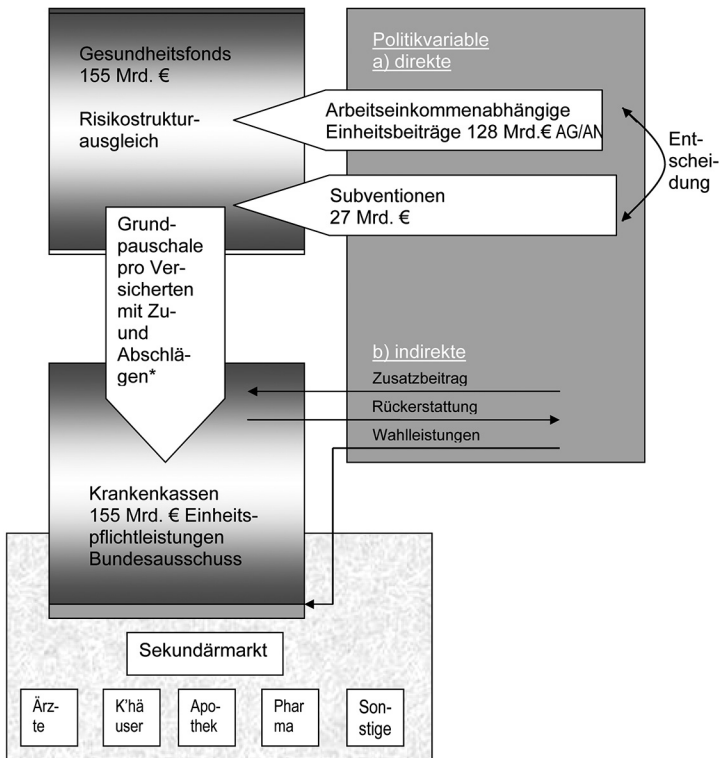 Gesundheitsfonds
155 Mrd. €
Risikostruktur-
ausgleich
Politikvariable
a) direkte
Arbeitseinkommenabhängige
Einheitsbeiträge 128 Mrd.€ AG/AN
Subventionen
27 Mrd. €
Ent-
schei-
dung
Grund-
pauschale
pro Ver-
sicherten
mit Zu-
und
Abschlä-
gen*
b) indirekte
Zusatzbeitrag
Rückerstattung
Wahlleistungen
Krankenkassen
155 Mrd. € Einheits-
pflichtleistungen
Bundesausschuss
Sekundärmarkt
Ärz-
te
K'hä
user
Apo-
thek
Phar
ma
Son-
stige